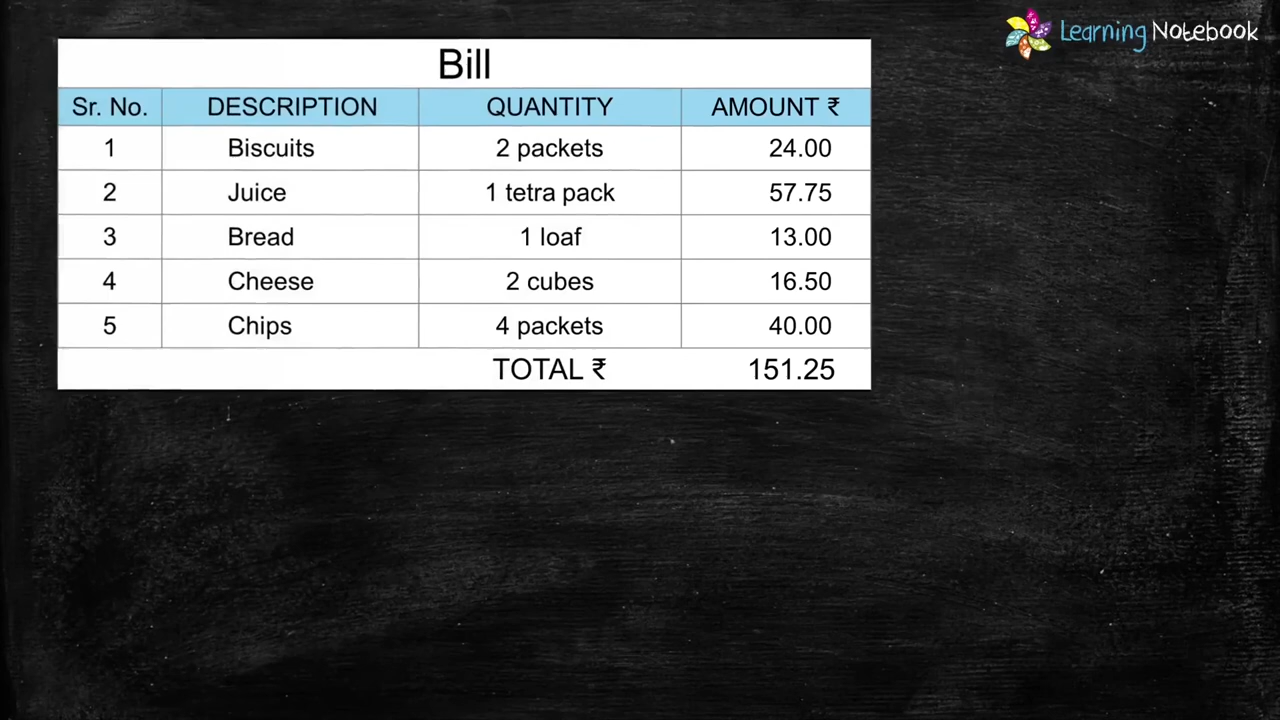 Learning Notebook
Bill
Sr. No. DESCRIPTION QUANTITY AMOUNT ₹
1 Biscuits 2 packets 24.00
2 Juice 1 tetra pack 57.75
3 Bread 1 loaf 13.00
4 Cheese 2 cubes 16.50
5 Chips 4 packets 40.00
TOTAL ₹ 151.25